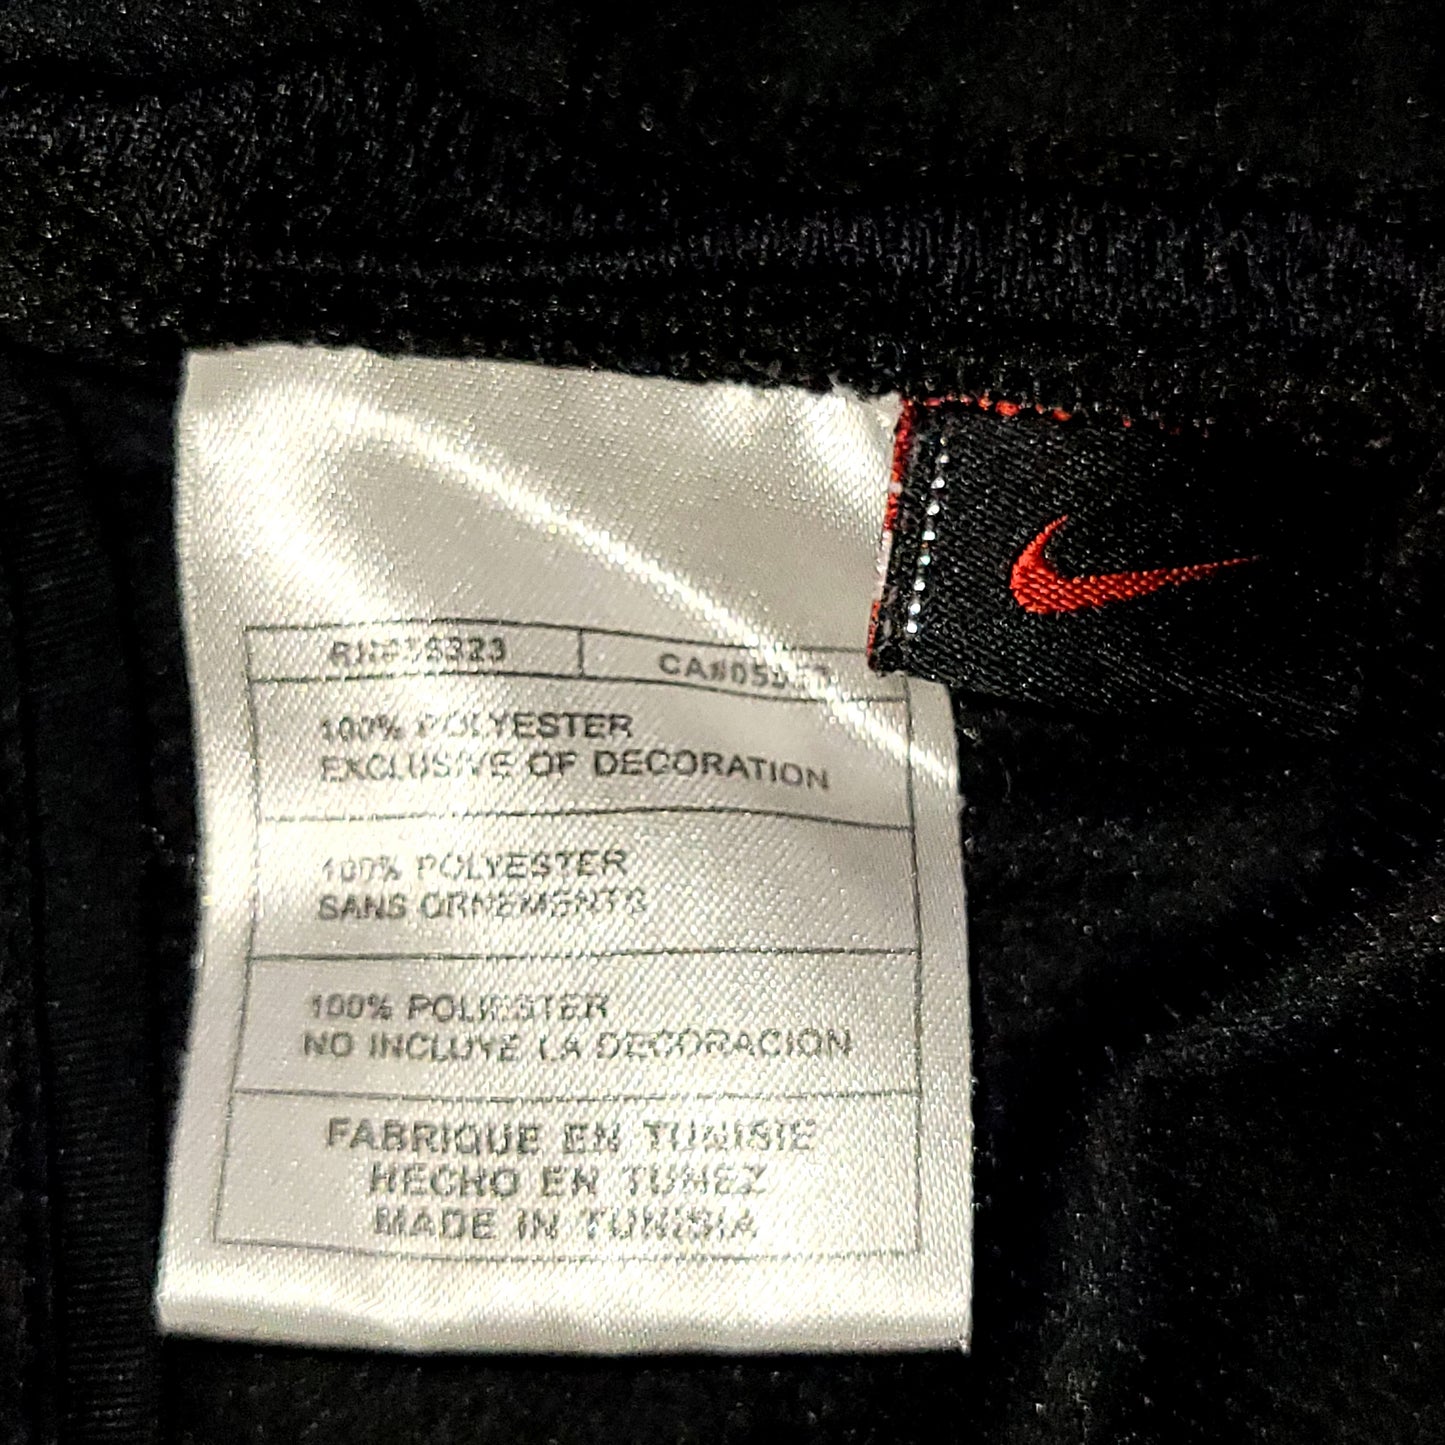 100% POLYESTER
EXCLUSIVE OF DECORATION
100% POLYESTER
SANS ORNEMENTS
100% POLIESTER
NO INCLUYE LA DECORACION
FABRIQUE EN TUNISIE
HECHO EN TUNEZ
MADE IN TUNISIA